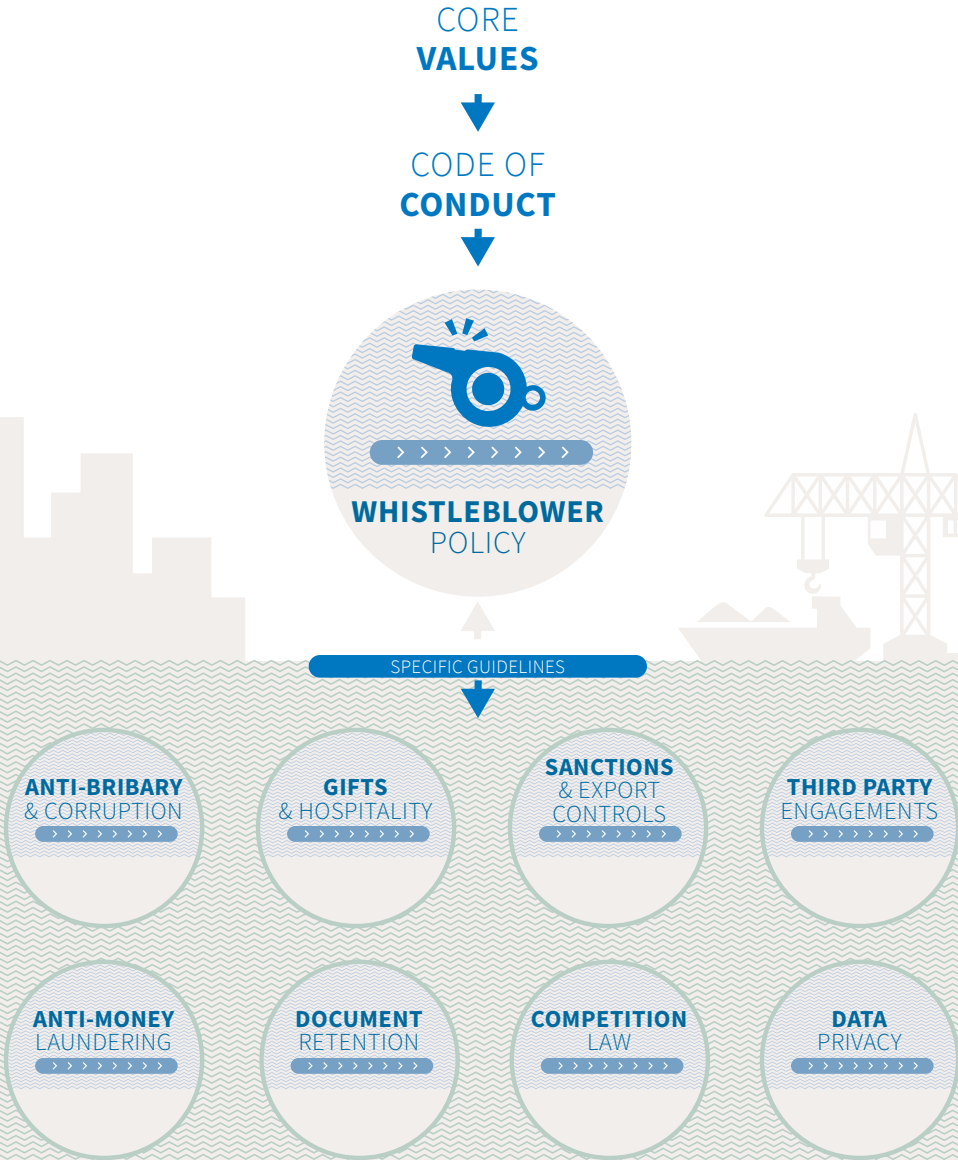 CORE
VALUES
CODE OF
CONDUCT
WHISTLEBLOWER
POLICY
SPECIFIC GUIDELINES
ANTI-BRIBARY
& CORRUPTION
GIFTS
& HOSPITALITY
SANCTIONS
& EXPORT
CONTROLS
THIRD PARTY
ENGAGEMENTS
ANTI-MONEY
LAUNDERING
DOCUMENT
RETENTION
COMPETITION
LAW
DATA
PRIVACY